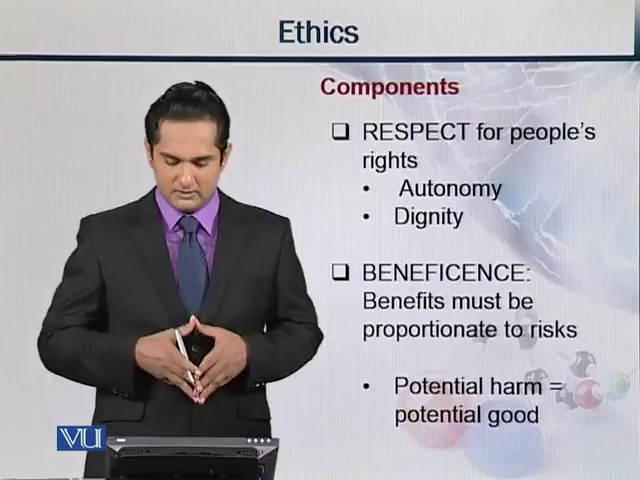 Ethics
Components
❑ RESPECT for people's
rights
• Autonomy
• Dignity
❑ BENEFICENCE:
Benefits must be
proportionate to risks
• Potential harm =
potential good
VU